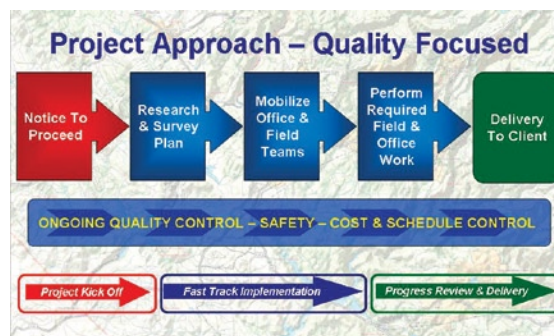 Project Approach – Quality Focused
Notice To
Proceed
Research
& Survey
Plan
Mobilize
Office &
Field
Teams
Perform
Required
Field &
Office
Work
Delivery
To Client
ONGOING QUALITY CONTROL – SAFETY – COST & SCHEDULE CONTROL
Project Kick Off
Fast Track Implementation
Progress Review & Delivery